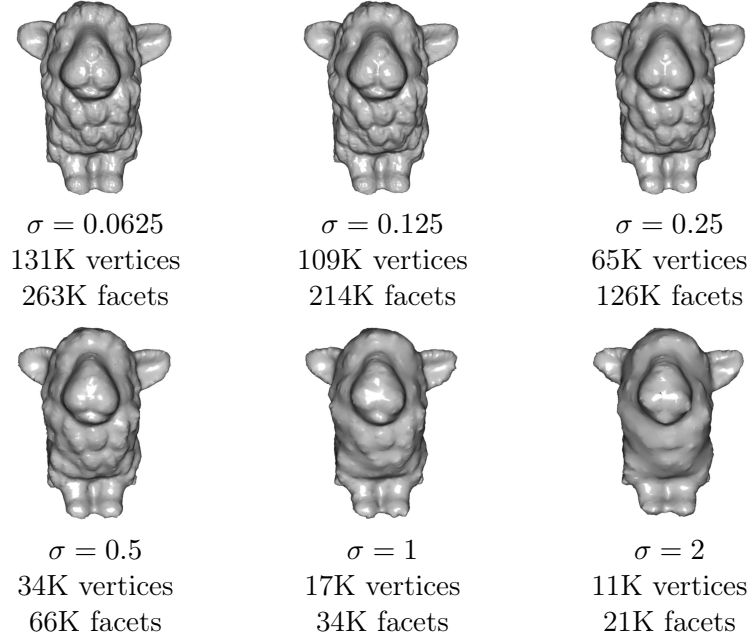 σ = 0.0625
131K vertices
263K facets
σ = 0.125
109K vertices
214K facets
σ = 0.25
65K vertices
126K facets
σ = 0.5
34K vertices
66K facets
σ = 1
17K vertices
34K facets
σ = 2
11K vertices
21K facets